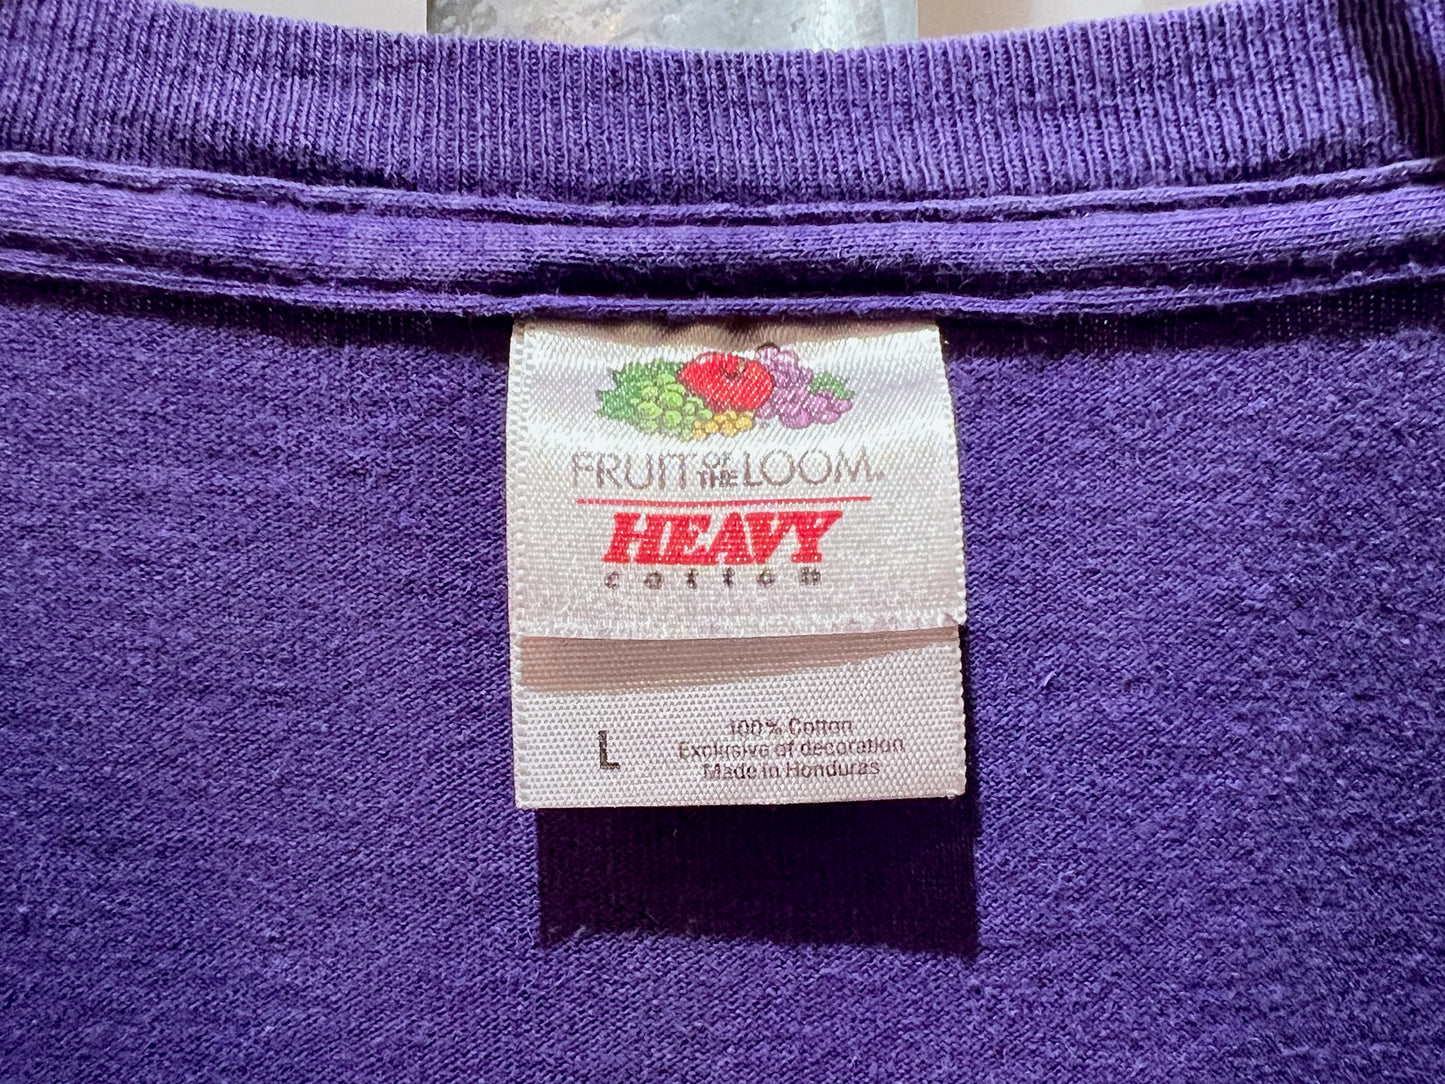 FRUIT OF THE LOOM.
HEAVY
cotton
L
100% Cotton
Exclusive of decoration
Made in Honduras